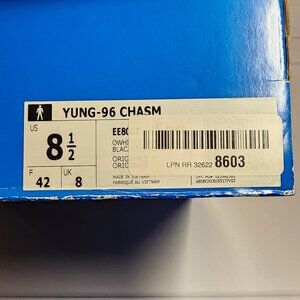 YUNG-96 CHASM
US
8 1/2
EE80
OWHI
BLAC
ORIG
ORIG
LPN RR 32622 8603
F
42
UK
8
MADE IN VIETNAM
FABRIQUÉ AU VIETNAM